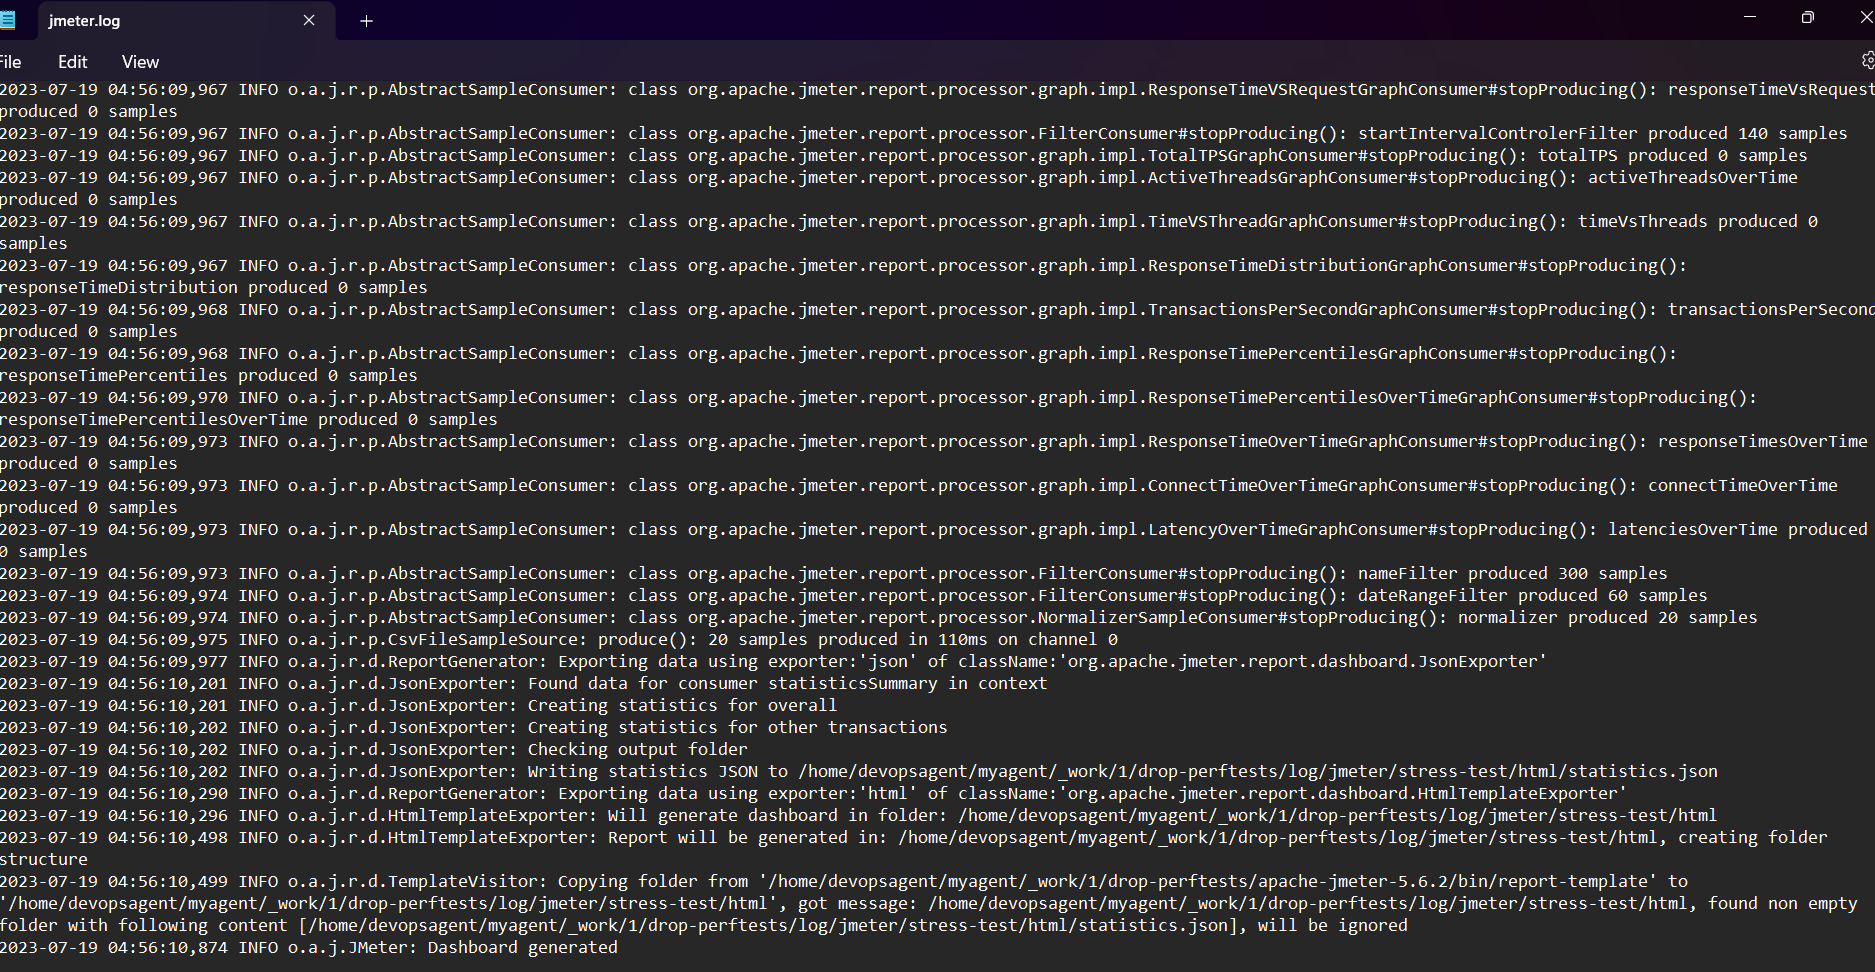 jmeter.log
File Edit View
2023-07-19 04:56:09,967 INFO o.a.j.r.p.AbstractSampleConsumer: class org.apache.jmeter.report.processor.graph.impl.ResponseTimeVSRequestGraphConsumer#stopProducing(): responseTimeVsRequest
produced 0 samples
2023-07-19 04:56:09,967 INFO o.a.j.r.p.AbstractSampleConsumer: class org.apache.jmeter.report.processor.FilterConsumer#stopProducing(): startIntervalControlerFilter produced 140 samples
2023-07-19 04:56:09,967 INFO o.a.j.r.p.AbstractSampleConsumer: class org.apache.jmeter.report.processor.graph.impl.TotalTPSGraphConsumer#stopProducing(): totalTPS produced 0 samples
2023-07-19 04:56:09,967 INFO o.a.j.r.p.AbstractSampleConsumer: class org.apache.jmeter.report.processor.graph.impl.ActiveThreadsGraphConsumer#stopProducing(): activeThreadsOverTime
produced 0 samples
2023-07-19 04:56:09,967 INFO o.a.j.r.p.AbstractSampleConsumer: class org.apache.jmeter.report.processor.graph.impl.TimeVSThreadGraphConsumer#stopProducing(): timeVsThreads produced 0
samples
2023-07-19 04:56:09,967 INFO o.a.j.r.p.AbstractSampleConsumer: class org.apache.jmeter.report.processor.graph.impl.ResponseTimeDistributionGraphConsumer#stopProducing():
responseTimeDistribution produced 0 samples
2023-07-19 04:56:09,968 INFO o.a.j.r.p.AbstractSampleConsumer: class org.apache.jmeter.report.processor.graph.impl.TransactionsPerSecondGraphConsumer#stopProducing(): transactionsPerSecond
produced 0 samples
2023-07-19 04:56:09,968 INFO o.a.j.r.p.AbstractSampleConsumer: class org.apache.jmeter.report.processor.graph.impl.ResponseTimePercentilesGraphConsumer#stopProducing():
responseTimePercentiles produced 0 samples
2023-07-19 04:56:09,970 INFO o.a.j.r.p.AbstractSampleConsumer: class org.apache.jmeter.report.processor.graph.impl.ResponseTimePercentilesOverTimeGraphConsumer#stopProducing():
responseTimePercentilesOverTime produced 0 samples
2023-07-19 04:56:09,973 INFO o.a.j.r.p.AbstractSampleConsumer: class org.apache.jmeter.report.processor.graph.impl.ResponseTimeOverTimeGraphConsumer#stopProducing(): responseTimesOverTime
produced 0 samples
2023-07-19 04:56:09,973 INFO o.a.j.r.p.AbstractSampleConsumer: class org.apache.jmeter.report.processor.graph.impl.ConnectTimeOverTimeGraphConsumer#stopProducing(): connectTimeOverTime
produced 0 samples
2023-07-19 04:56:09,973 INFO o.a.j.r.p.AbstractSampleConsumer: class org.apache.jmeter.report.processor.graph.impl.LatencyOverTimeGraphConsumer#stopProducing(): latenciesOverTime produced
0 samples
2023-07-19 04:56:09,973 INFO o.a.j.r.p.AbstractSampleConsumer: class org.apache.jmeter.report.processor.FilterConsumer#stopProducing(): nameFilter produced 300 samples
2023-07-19 04:56:09,974 INFO o.a.j.r.p.AbstractSampleConsumer: class org.apache.jmeter.report.processor.FilterConsumer#stopProducing(): dateRangeFilter produced 60 samples
2023-07-19 04:56:09,974 INFO o.a.j.r.p.AbstractSampleConsumer: class org.apache.jmeter.report.processor.NormalizerSampleConsumer#stopProducing(): normalizer produced 20 samples
2023-07-19 04:56:09,975 INFO o.a.j.r.p.CsvFileSampleSource: produce(): 20 samples produced in 110ms on channel 0
2023-07-19 04:56:09,977 INFO o.a.j.r.d.ReportGenerator: Exporting data using exporter:'json' of className:'org.apache.jmeter.report.dashboard.JsonExporter'
2023-07-19 04:56:10,201 INFO o.a.j.r.d.JsonExporter: Found data for consumer statisticsSummary in context
2023-07-19 04:56:10,201 INFO o.a.j.r.d.JsonExporter: Creating statistics for overall
2023-07-19 04:56:10,202 INFO o.a.j.r.d.JsonExporter: Creating statistics for other transactions
2023-07-19 04:56:10,202 INFO o.a.j.r.d.JsonExporter: Checking output folder
2023-07-19 04:56:10,202 INFO o.a.j.r.d.JsonExporter: Writing statistics JSON to /home/devopsagent/myagent/_work/1/drop-perftests/log/jmeter/stress-test/html/statistics.json
2023-07-19 04:56:10,290 INFO o.a.j.r.d.ReportGenerator: Exporting data using exporter:'html' of className:'org.apache.jmeter.report.dashboard.HtmlTemplateExporter'
2023-07-19 04:56:10,296 INFO o.a.j.r.d.HtmlTemplateExporter: Will generate dashboard in folder: /home/devopsagent/myagent/_work/1/drop-perftests/log/jmeter/stress-test/html
2023-07-19 04:56:10,498 INFO o.a.j.r.d.HtmlTemplateExporter: Report will be generated in: /home/devopsagent/myagent/_work/1/drop-perftests/log/jmeter/stress-test/html, creating folder
structure
2023-07-19 04:56:10,499 INFO o.a.j.r.d.TemplateVisitor: Copying folder from '/home/devopsagent/myagent/_work/1/drop-perftests/apache-jmeter-5.6.2/bin/report-template' to
'/home/devopsagent/myagent/_work/1/drop-perftests/log/jmeter/stress-test/html', got message: /home/devopsagent/myagent/_work/1/drop-perftests/log/jmeter/stress-test/html, found non empty
folder with following content [/home/devopsagent/myagent/_work/1/drop-perftests/log/jmeter/stress-test/html/statistics.json], will be ignored
2023-07-19 04:56:10,874 INFO o.a.j.JMeter: Dashboard generated